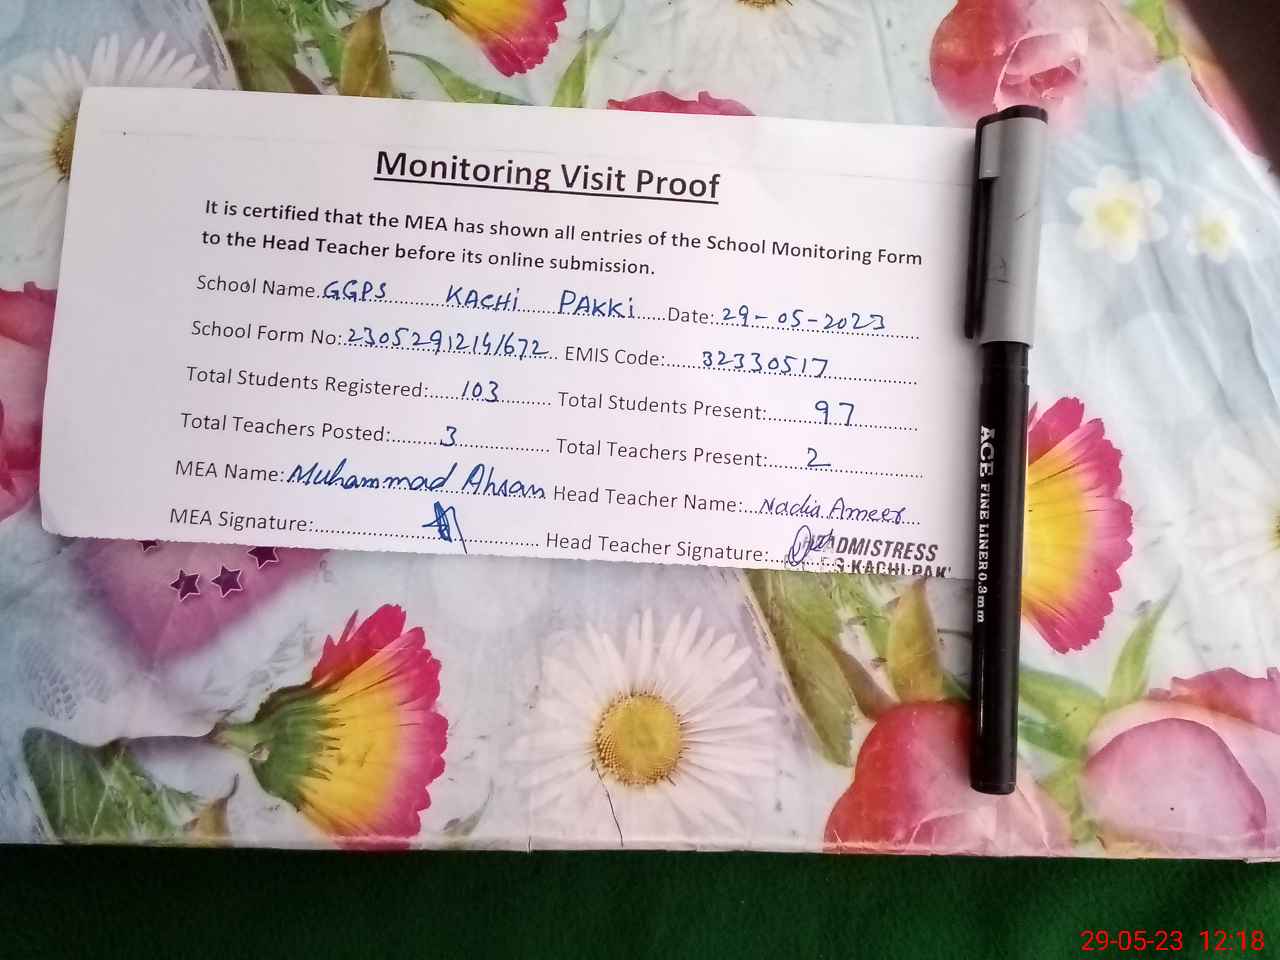 Monitoring Visit Proof
It is certified that the MEA has shown all entries of the School Monitoring Form
to the Head Teacher before its online submission.
School Name GGPS KACHI PAKKI Date: 29-05-2023
School Form No: 23052912141672 EMIS Code: 32330517
Total Students Registered: 103 Total Students Present: 97
Total Teachers Posted: 3 Total Teachers Present: 2
MEA Name: Muhammad Ahsan Head Teacher Name: Nadia Ameer
MEA Signature: Head Teacher Signature:
ADMISTRESS
KACHI PAK
ACE FINE LINER 0.8mm
29-05-23 12:18